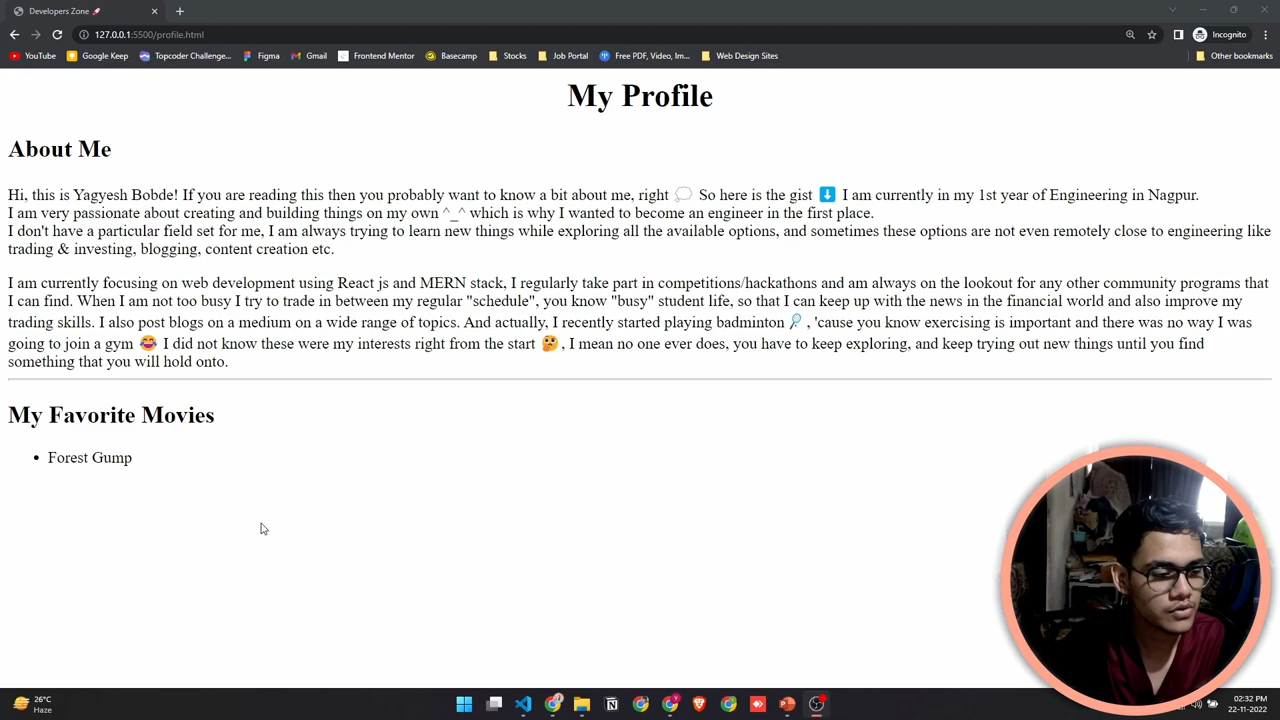 Developers Zone 🚀
127.0.0.1:5500/profile.html
Incognito
YouTube
Google Keep
Topcoder Challenge...
Figma
Gmail
Frontend Mentor
Basecamp
Stocks
Job Portal
Free PDF, Video, Im...
Web Design Sites
Other bookmarks
My Profile
About Me
Hi, this is Yagyesh Bobde! If you are reading this then you probably want to know a bit about me, right 💭 So here is the gist ⬇️ I am currently in my 1st year of Engineering in Nagpur.
I am very passionate about creating and building things on my own ^_^ which is why I wanted to become an engineer in the first place.
I don't have a particular field set for me, I am always trying to learn new things while exploring all the available options, and sometimes these options are not even remotely close to engineering like
trading & investing, blogging, content creation etc.
I am currently focusing on web development using React js and MERN stack, I regularly take part in competitions/hackathons and am always on the lookout for any other community programs that
I can find. When I am not too busy I try to trade in between my regular "schedule", you know "busy" student life, so that I can keep up with the news in the financial world and also improve my
trading skills. I also post blogs on a medium on a wide range of topics. And actually, I recently started playing badminton 🏸 , 'cause you know exercising is important and there was no way I was
going to join a gym 😂 I did not know these were my interests right from the start 🤔 , I mean no one ever does, you have to keep exploring, and keep trying out new things until you find
something that you will hold onto.
My Favorite Movies
• Forest Gump
26°C
Haze
02:32 PM
22-11-2022